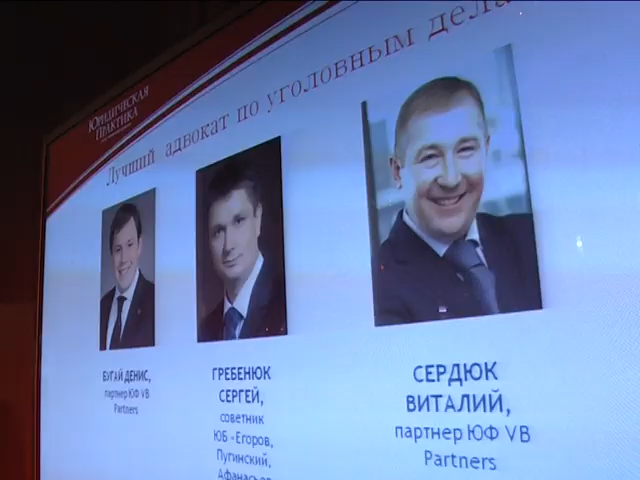 ЮРИДИЧЕСКАЯ
ПРАКТИКА
Лучший адвокат по уголовным дела
БУГАЙ ДЕНИС,
партнер ЮФ VB
Partners
ГРЕБЕНЮК
СЕРГЕЙ,
советник
ЮБ «Егоров,
Пугинский,
Афанасьев
СЕРДЮК
ВИТАЛИЙ,
партнер ЮФ VB
Partners